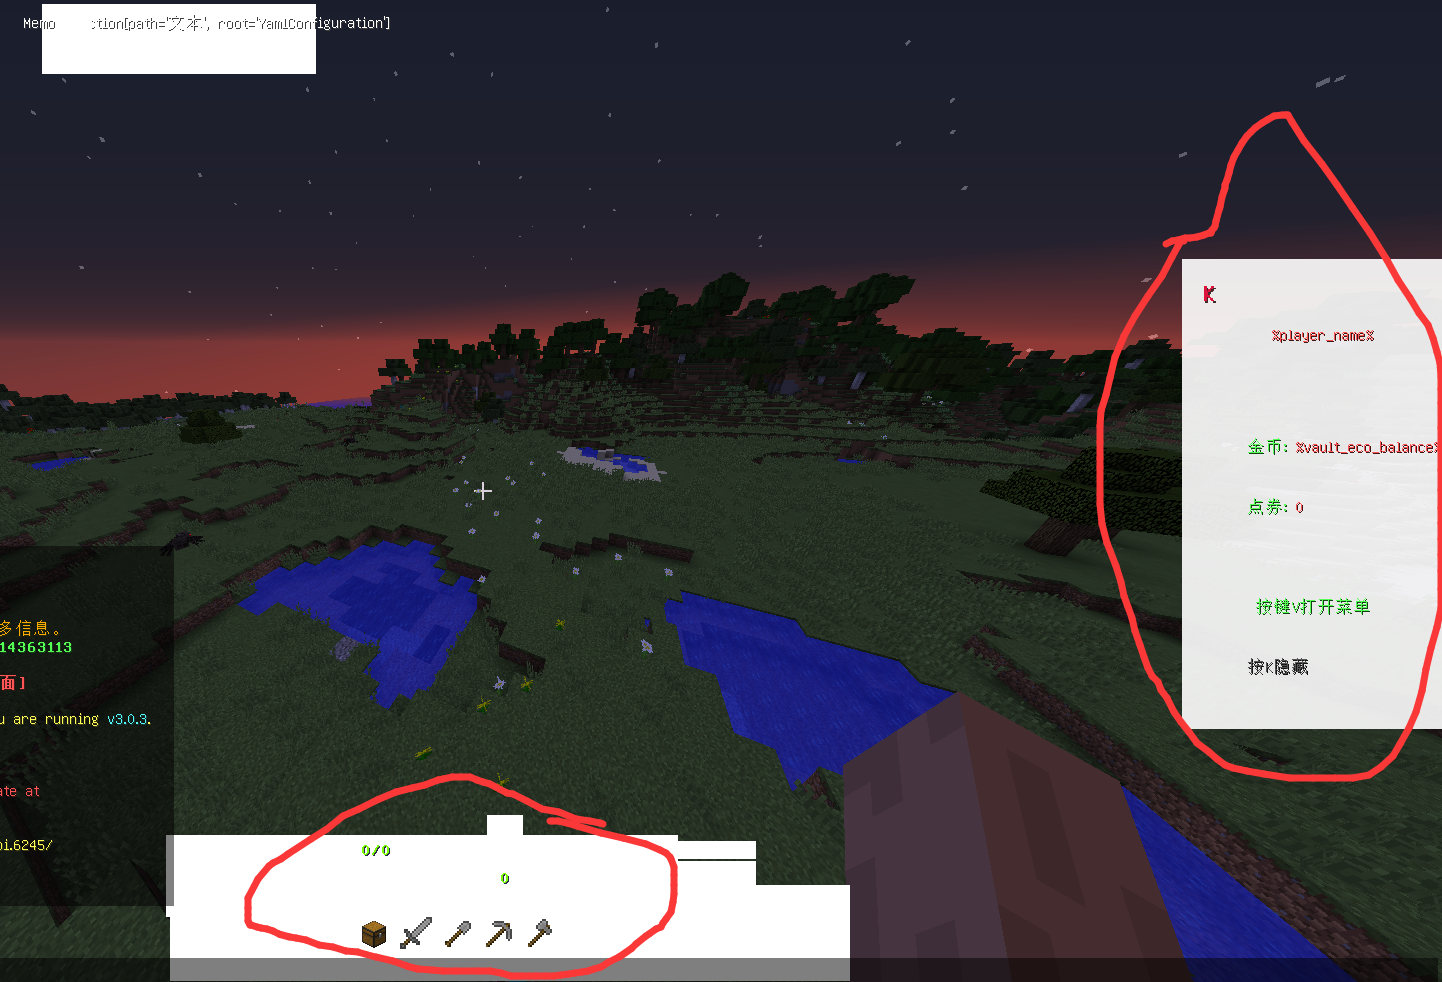 Memo ction[path='文本', root='YamlConfiguration']
K
%player_name%
金币: %vault_eco_balance%
点券: 0
按键V打开菜单
按K隐藏
多信息。
14363113
面]
u are running v3.0.3.
ate at
oi.6245/
0/0
0